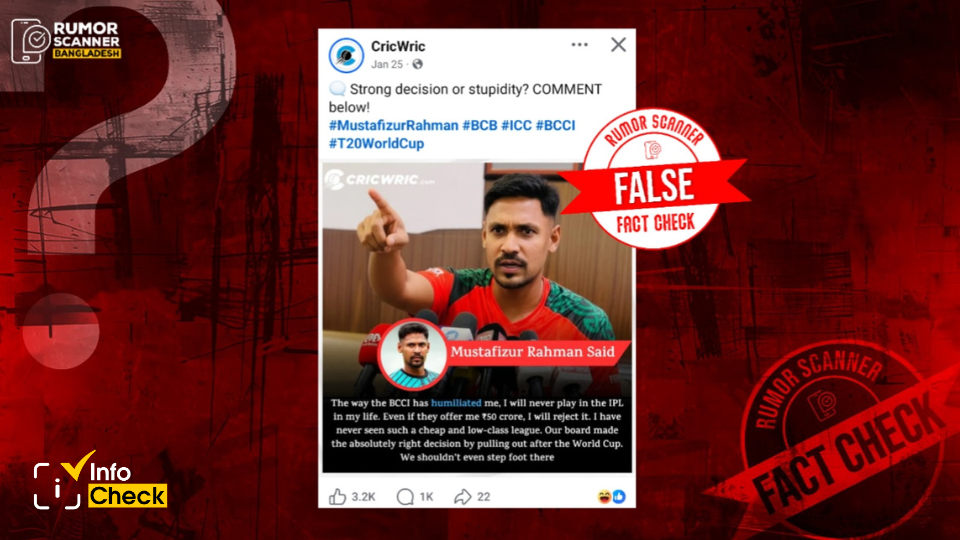 RUMOR
SCANNER
BANGLADESH
CricWric
Jan 25 ·
Strong decision or stupidity? COMMENT
below!
#MustafizurRahman #BCB #ICC #BCCI
#T20WorldCup
RUMOR SCANNER
FALSE
FACT CHECK
CRICWRIC.com
Mustafizur Rahman Said
The way the BCCI has humiliated me, I will never play in the IPL
in my life. Even if they offer me ₹50 crore, I will reject it. I have
never seen such a cheap and low-class league. Our board made
the absolutely right decision by pulling out after the World Cup.
We shouldn't even step foot there
3.2K
1K
22
Info
Check
RUMOR SCANNER
FACT CHECK